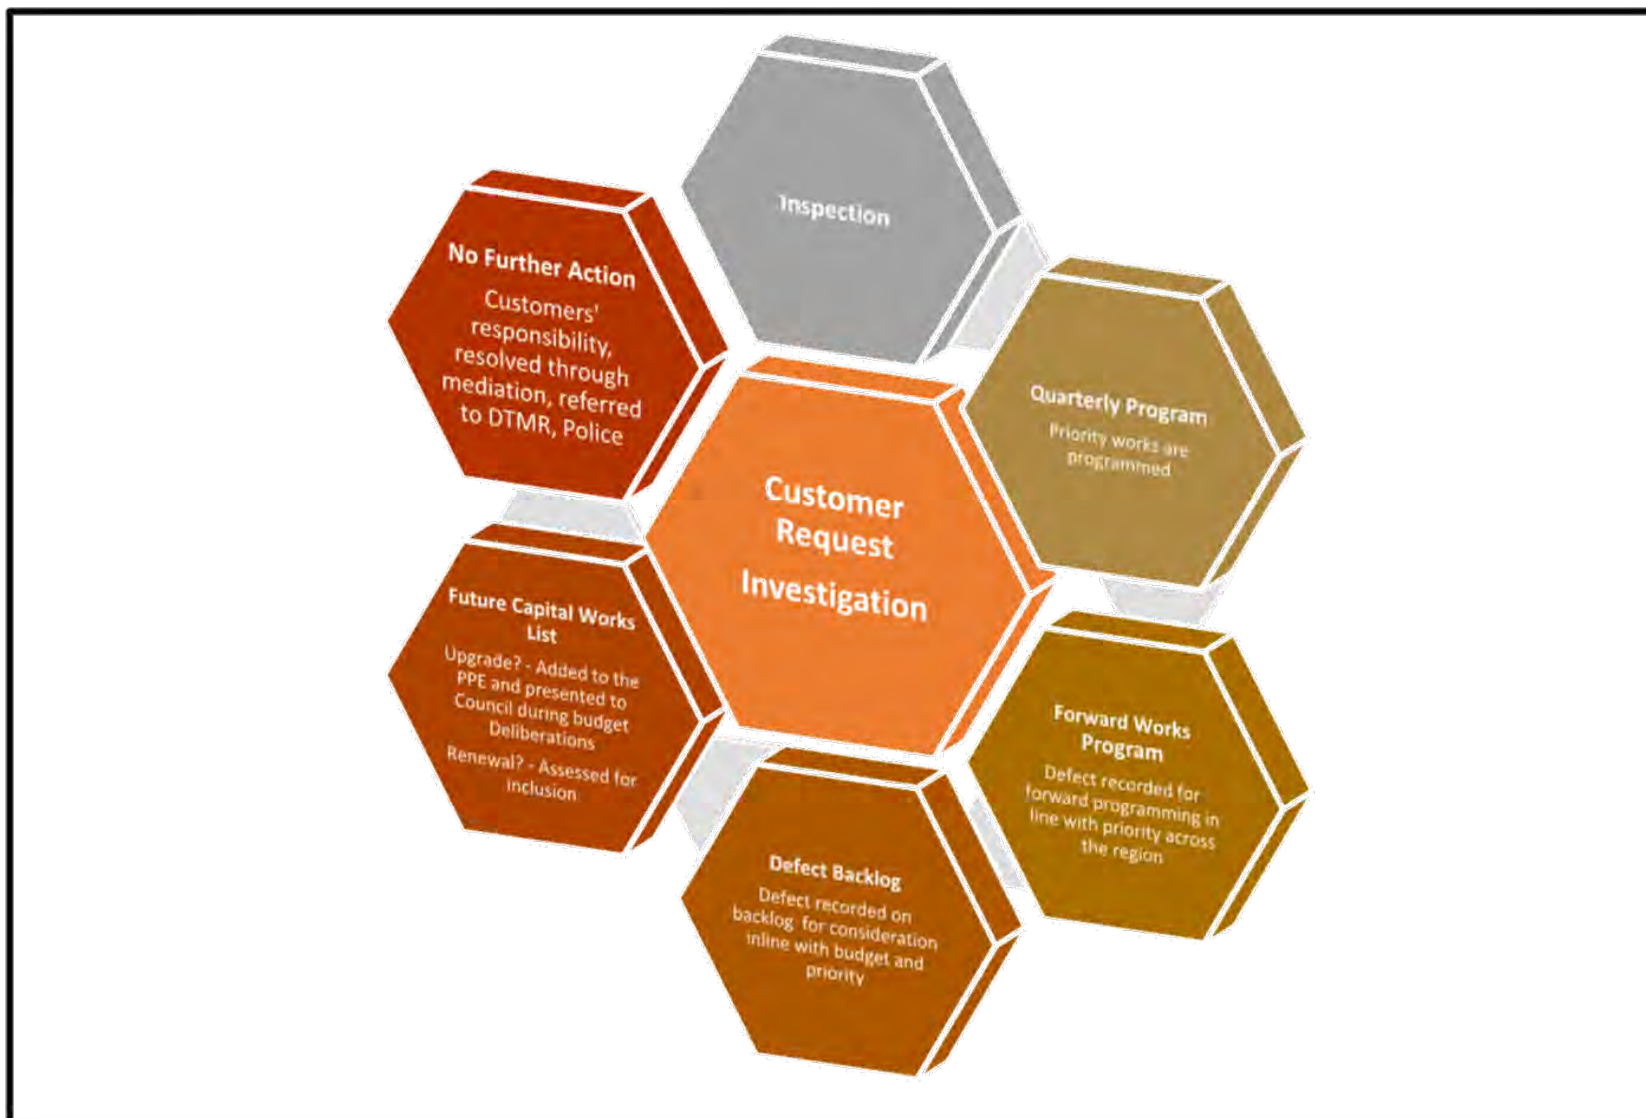 Inspection
No Further Action
Customers'
responsibility,
resolved through
mediation, referred
to DTMR, Police
Quarterly Program
Priority works are
programmed
Customer
Request
Investigation
Future Capital Works
List
Upgrade? - Added to the
PPE and presented to
Council during budget
Deliberations
Renewal? - Assessed for
inclusion
Forward Works
Program
Defect recorded for
forward programming in
line with priority across
the region
Defect Backlog
Defect recorded on
backlog for consideration
inline with budget and
priority